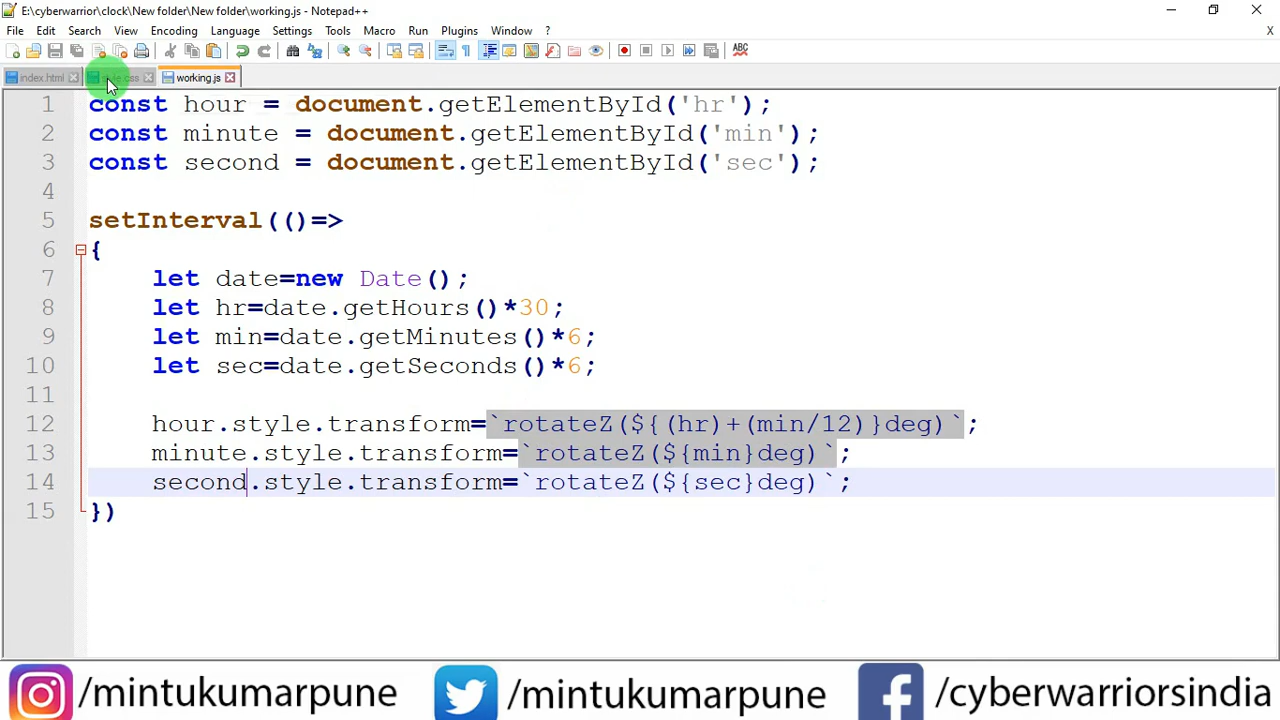 E:\cyberwarrior\clock\New folder\New folder\working.js - Notepad++
File Edit Search View Encoding Language Settings Tools Macro Run Plugins Window ? X
index.html style.css working.js
1 const hour = document.getElementById('hr');
2 const minute = document.getElementById('min');
3 const second = document.getElementById('sec');
4
5 setInterval(()=>
6 {
7 let date=new Date();
8 let hr=date.getHours()*30;
9 let min=date.getMinutes()*6;
10 let sec=date.getSeconds()*6;
11
12 hour.style.transform=`rotateZ(${(hr)+(min/12)}deg)`;
13 minute.style.transform=`rotateZ(${min}deg)`;
14 second.style.transform=`rotateZ(${sec}deg)`;
15 })
/mintukumarpune /mintukumarpune /cyberwarriorsindia